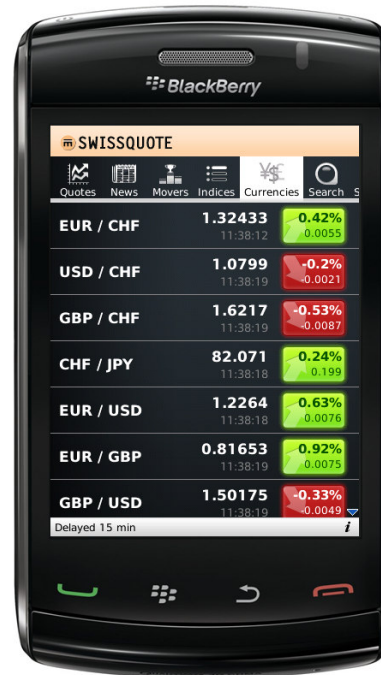 BlackBerry
SWISSQUOTE
Quotes News Movers Indices Currencies Search S
EUR / CHF 1.32433 0.42%
11:38:12 0.0055
USD / CHF 1.0799 -0.2%
11:38:19 -0.0021
GBP / CHF 1.6217 -0.53%
11:38:19 -0.0087
CHF / JPY 82.071 0.24%
11:38:18 0.199
EUR / USD 1.2264 0.63%
11:38:18 0.0076
EUR / GBP 0.81653 0.92%
11:38:19 0.0075
GBP / USD 1.50175 -0.33%
11:38:19 -0.0049
Delayed 15 min i